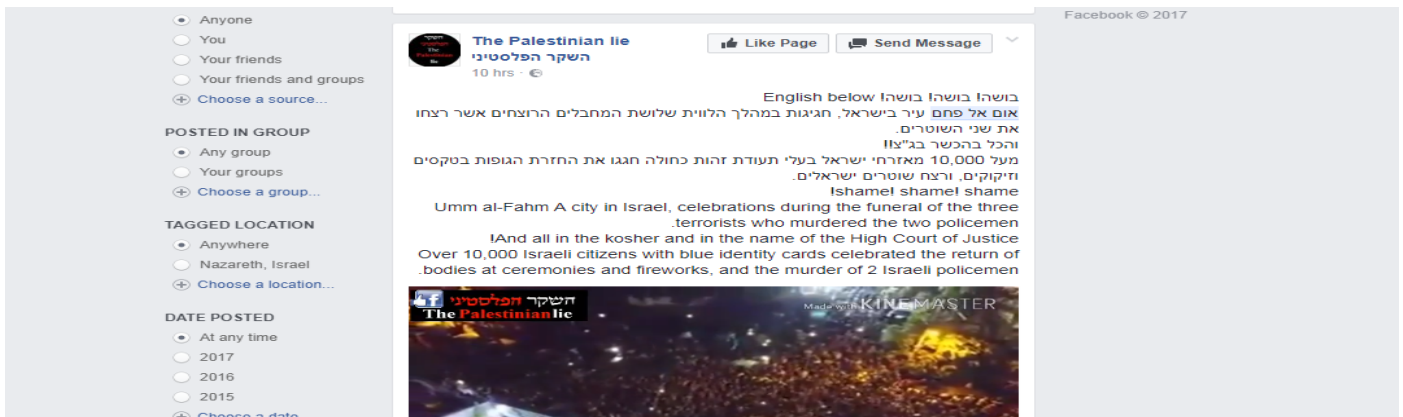 Anyone
You
Your friends
Your friends and groups
Choose a source...
POSTED IN GROUP
Any group
Your groups
Choose a group...
TAGGED LOCATION
Anywhere
Nazareth, Israel
Choose a location...
DATE POSTED
At any time
2017
2016
2015
Choose a date
The Palestinian lie
השקר הפלסטיני
10 hrs ·
Like Page
Send Message
בושה! בושה! בושה! English below
אום אל פחם עיר בישראל, חגיגות במהלך הלווית שלושת המחבלים הרוצחים אשר רצחו
את שני השוטרים.
והכל בהכשר בג"צ!!
מעל 10,000 מאזרחי ישראל בעלי תעודת זהות כחולה חגגו את החזרת הגופות בטקסים
וזיקוקים, ורצח שוטרים ישראלים.
!shame! shame! shame
Umm al-Fahm A city in Israel, celebrations during the funeral of the three
.terrorists who murdered the two policemen
!And all in the kosher and in the name of the High Court of Justice
Over 10,000 Israeli citizens with blue identity cards celebrated the return of
.bodies at ceremonies and fireworks, and the murder of 2 Israeli policemen
השקר הפלסטיני
The Palestinian lie
Made with KINEMASTER
Facebook © 2017